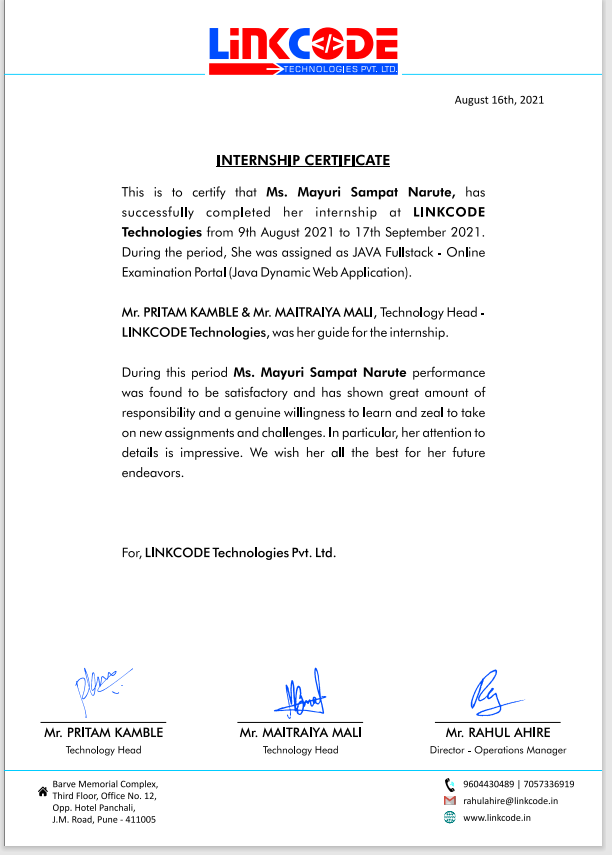 LiNKCODE
TECHNOLOGIES PVT. LTD.
August 16th, 2021
INTERNSHIP CERTIFICATE
This is to certify that Ms. Mayuri Sampat Narute, has
successfully completed her internship at LINKCODE
Technologies from 9th August 2021 to 17th September 2021.
During the period, She was assigned as JAVA Fullstack - Online
Examination Portal (Java Dynamic Web Application).
Mr. PRITAM KAMBLE & Mr. MAITRAIYA MALI, Technology Head -
LINKCODE Technologies, was her guide for the internship.
During this period Ms. Mayuri Sampat Narute performance
was found to be satisfactory and has shown great amount of
responsibility and a genuine willingness to learn and zeal to take
on new assignments and challenges. In particular, her attention to
details is impressive. We wish her all the best for her future
endeavors.
For, LINKCODE Technologies Pvt. Ltd.
Mr. PRITAM KAMBLE
Technology Head
Mr. MAITRAIYA MALI
Technology Head
Mr. RAHUL AHIRE
Director - Operations Manager
Barve Memorial Complex,
Third Floor, Office No. 12,
Opp. Hotel Panchali,
J.M. Road, Pune - 411005
9604430489 | 7057336919
rahulahire@linkcode.in
www.linkcode.in